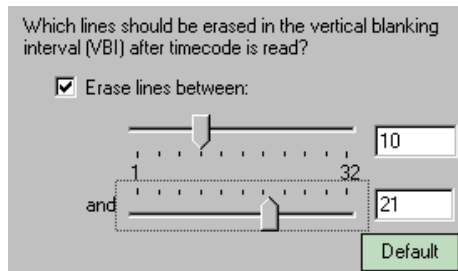 Which lines should be erased in the vertical blanking
interval (VBI) after timecode is read?
Erase lines between:
10
1 32
and 21
Default